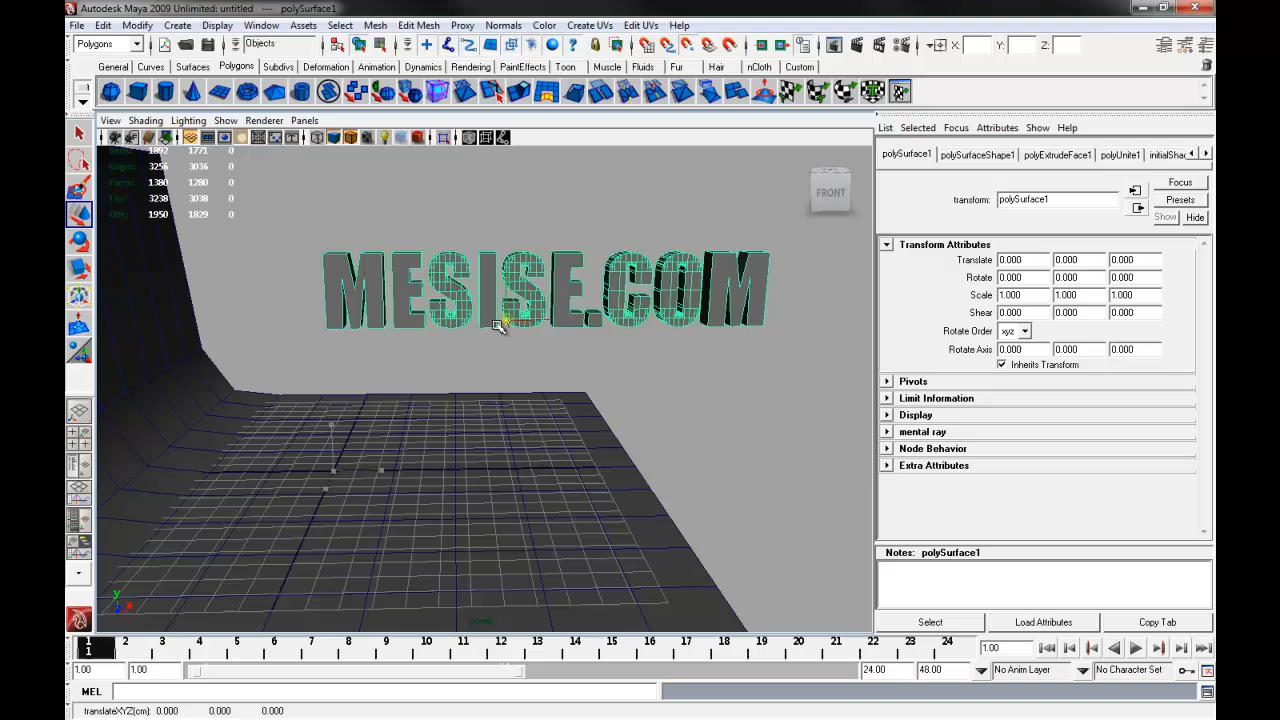 Autodesk Maya 2009 Unlimited: untitled --- polySurface1
File Edit Modify Create Display Window Assets Select Mesh Edit Mesh Proxy Normals Color Create UVs Edit UVs Help
Polygons Objects X: Y: Z:
General Curves Surfaces Polygons Subdivs Deformation Animation Dynamics Rendering PaintEffects Toon Muscle Fluids Fur Hair nCloth Custom
View Shading Lighting Show Renderer Panels
List Selected Focus Attributes Show Help
Verts: 1892 1771 0
Edges: 3256 3036 0
Faces: 1380 1280 0
Tris: 3238 3038 0
UVs: 1950 1829 0
FRONT
MESISE.COM
persp
y
z x
polySurface1 polySurfaceShape1 polyExtrudeFace1 polyUnite1 initialShac
Focus
transform: polySurface1 Presets
Show Hide
Transform Attributes
Translate 0.000 0.000 0.000
Rotate 0.000 0.000 0.000
Scale 1.000 1.000 1.000
Shear 0.000 0.000 0.000
Rotate Order xyz
Rotate Axis 0.000 0.000 0.000
Inherits Transform
Pivots
Limit Information
Display
mental ray
Node Behavior
Extra Attributes
Notes: polySurface1
Select Load Attributes Copy Tab
1 2 3 4 5 6 7 8 9 10 11 12 13 14 15 16 17 18 19 20 21 22 23 24
1 1.00
1.00 1.00 24.00 48.00 No Anim Layer No Character Set
MEL
translateXYZ(cm): 0.000 0.000 0.000